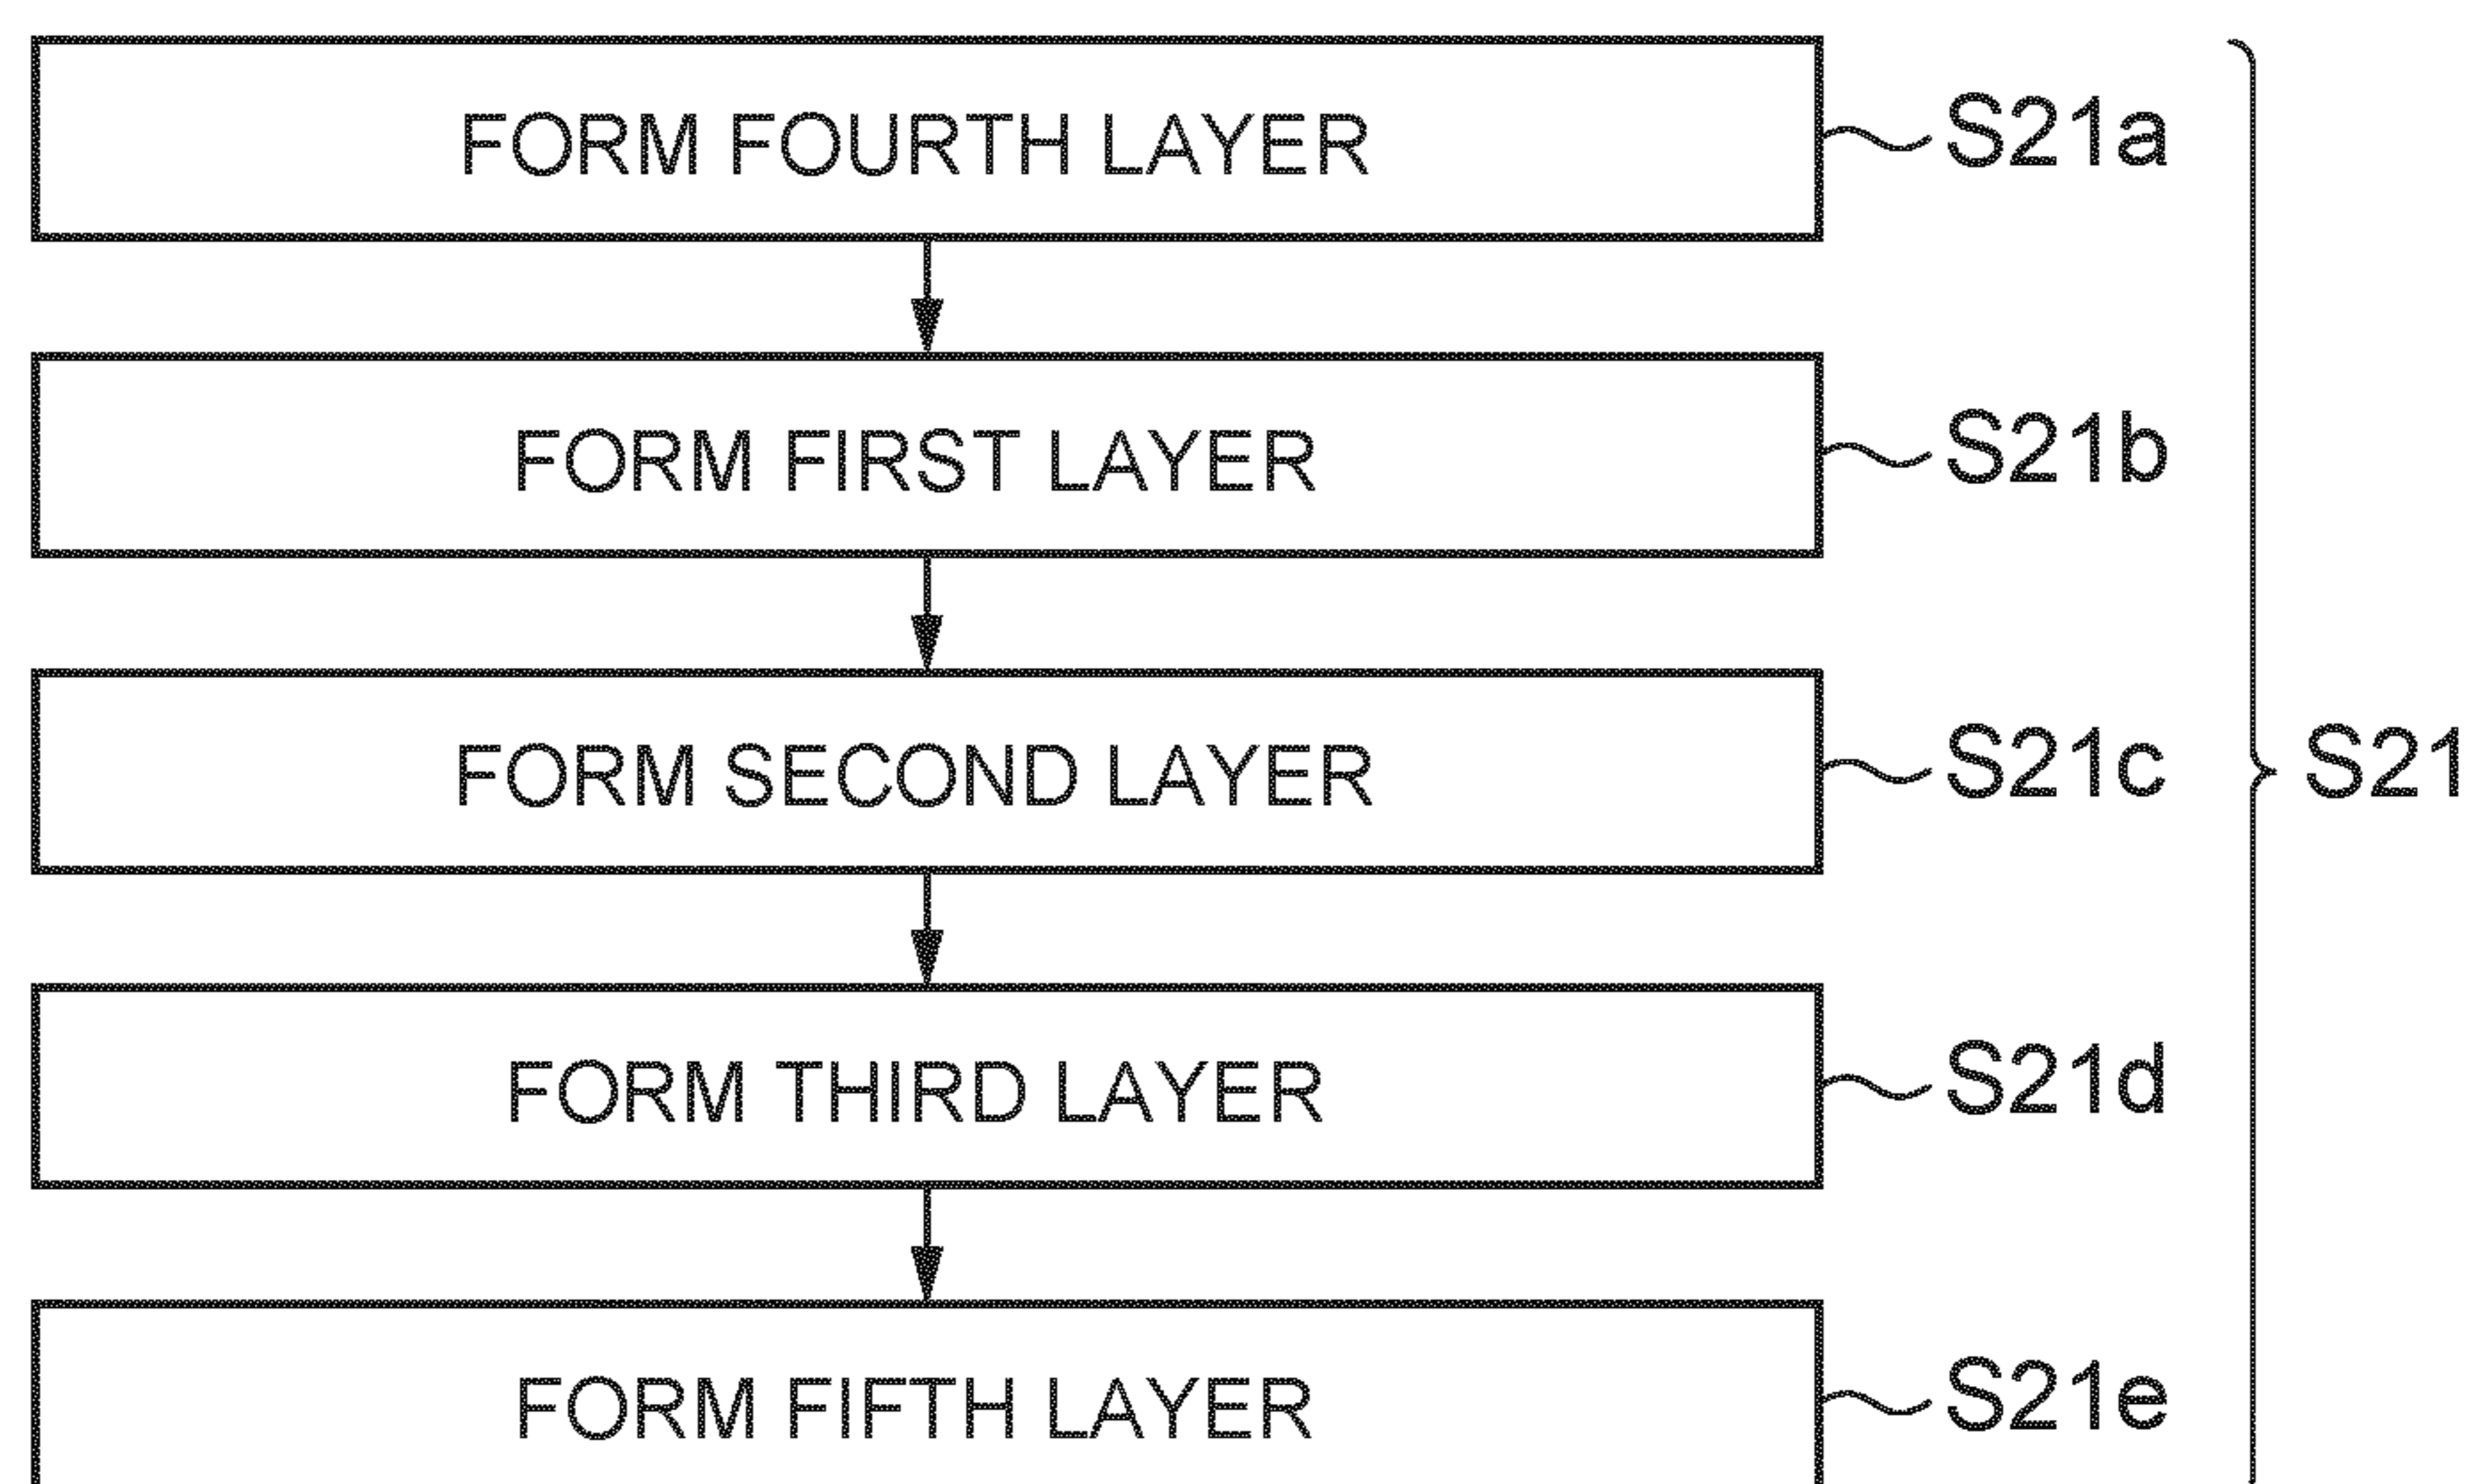 FORM FOURTH LAYER S21a
FORM FIRST LAYER S21b
FORM SECOND LAYER S21c S21
FORM THIRD LAYER S21d
FORM FIFTH LAYER S21e